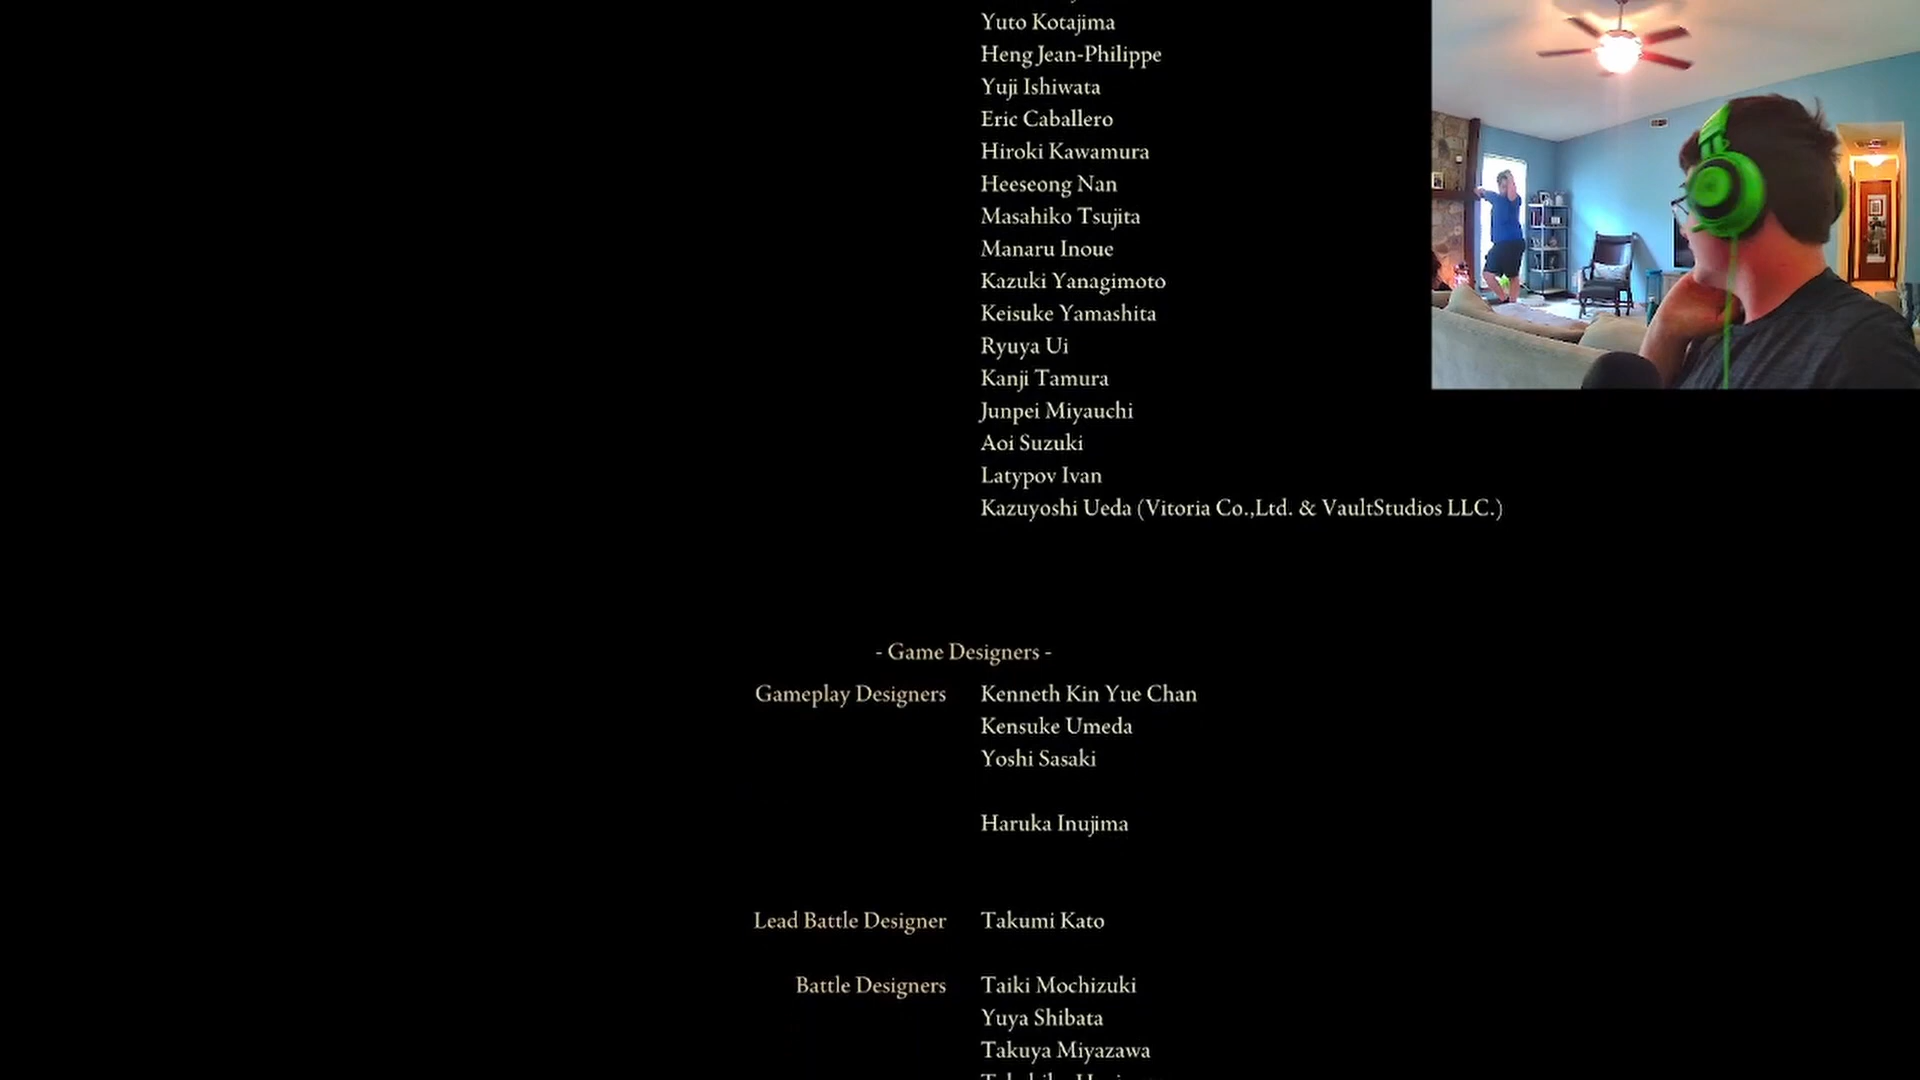 Yuto Kotajima
Heng Jean-Philippe
Yuji Ishiwata
Eric Caballero
Hiroki Kawamura
Heeseong Nan
Masahiko Tsujita
Manaru Inoue
Kazuki Yanagimoto
Keisuke Yamashita
Ryuya Ui
Kanji Tamura
Junpei Miyauchi
Aoi Suzuki
Latypov Ivan
Kazuyoshi Ueda (Vitoria Co.,Ltd. & VaultStudios LLC.)
- Game Designers -
Gameplay Designers Kenneth Kin Yue Chan
Kensuke Umeda
Yoshi Sasaki
Haruka Inujima
Lead Battle Designer Takumi Kato
Battle Designers Taiki Mochizuki
Yuya Shibata
Takuya Miyazawa